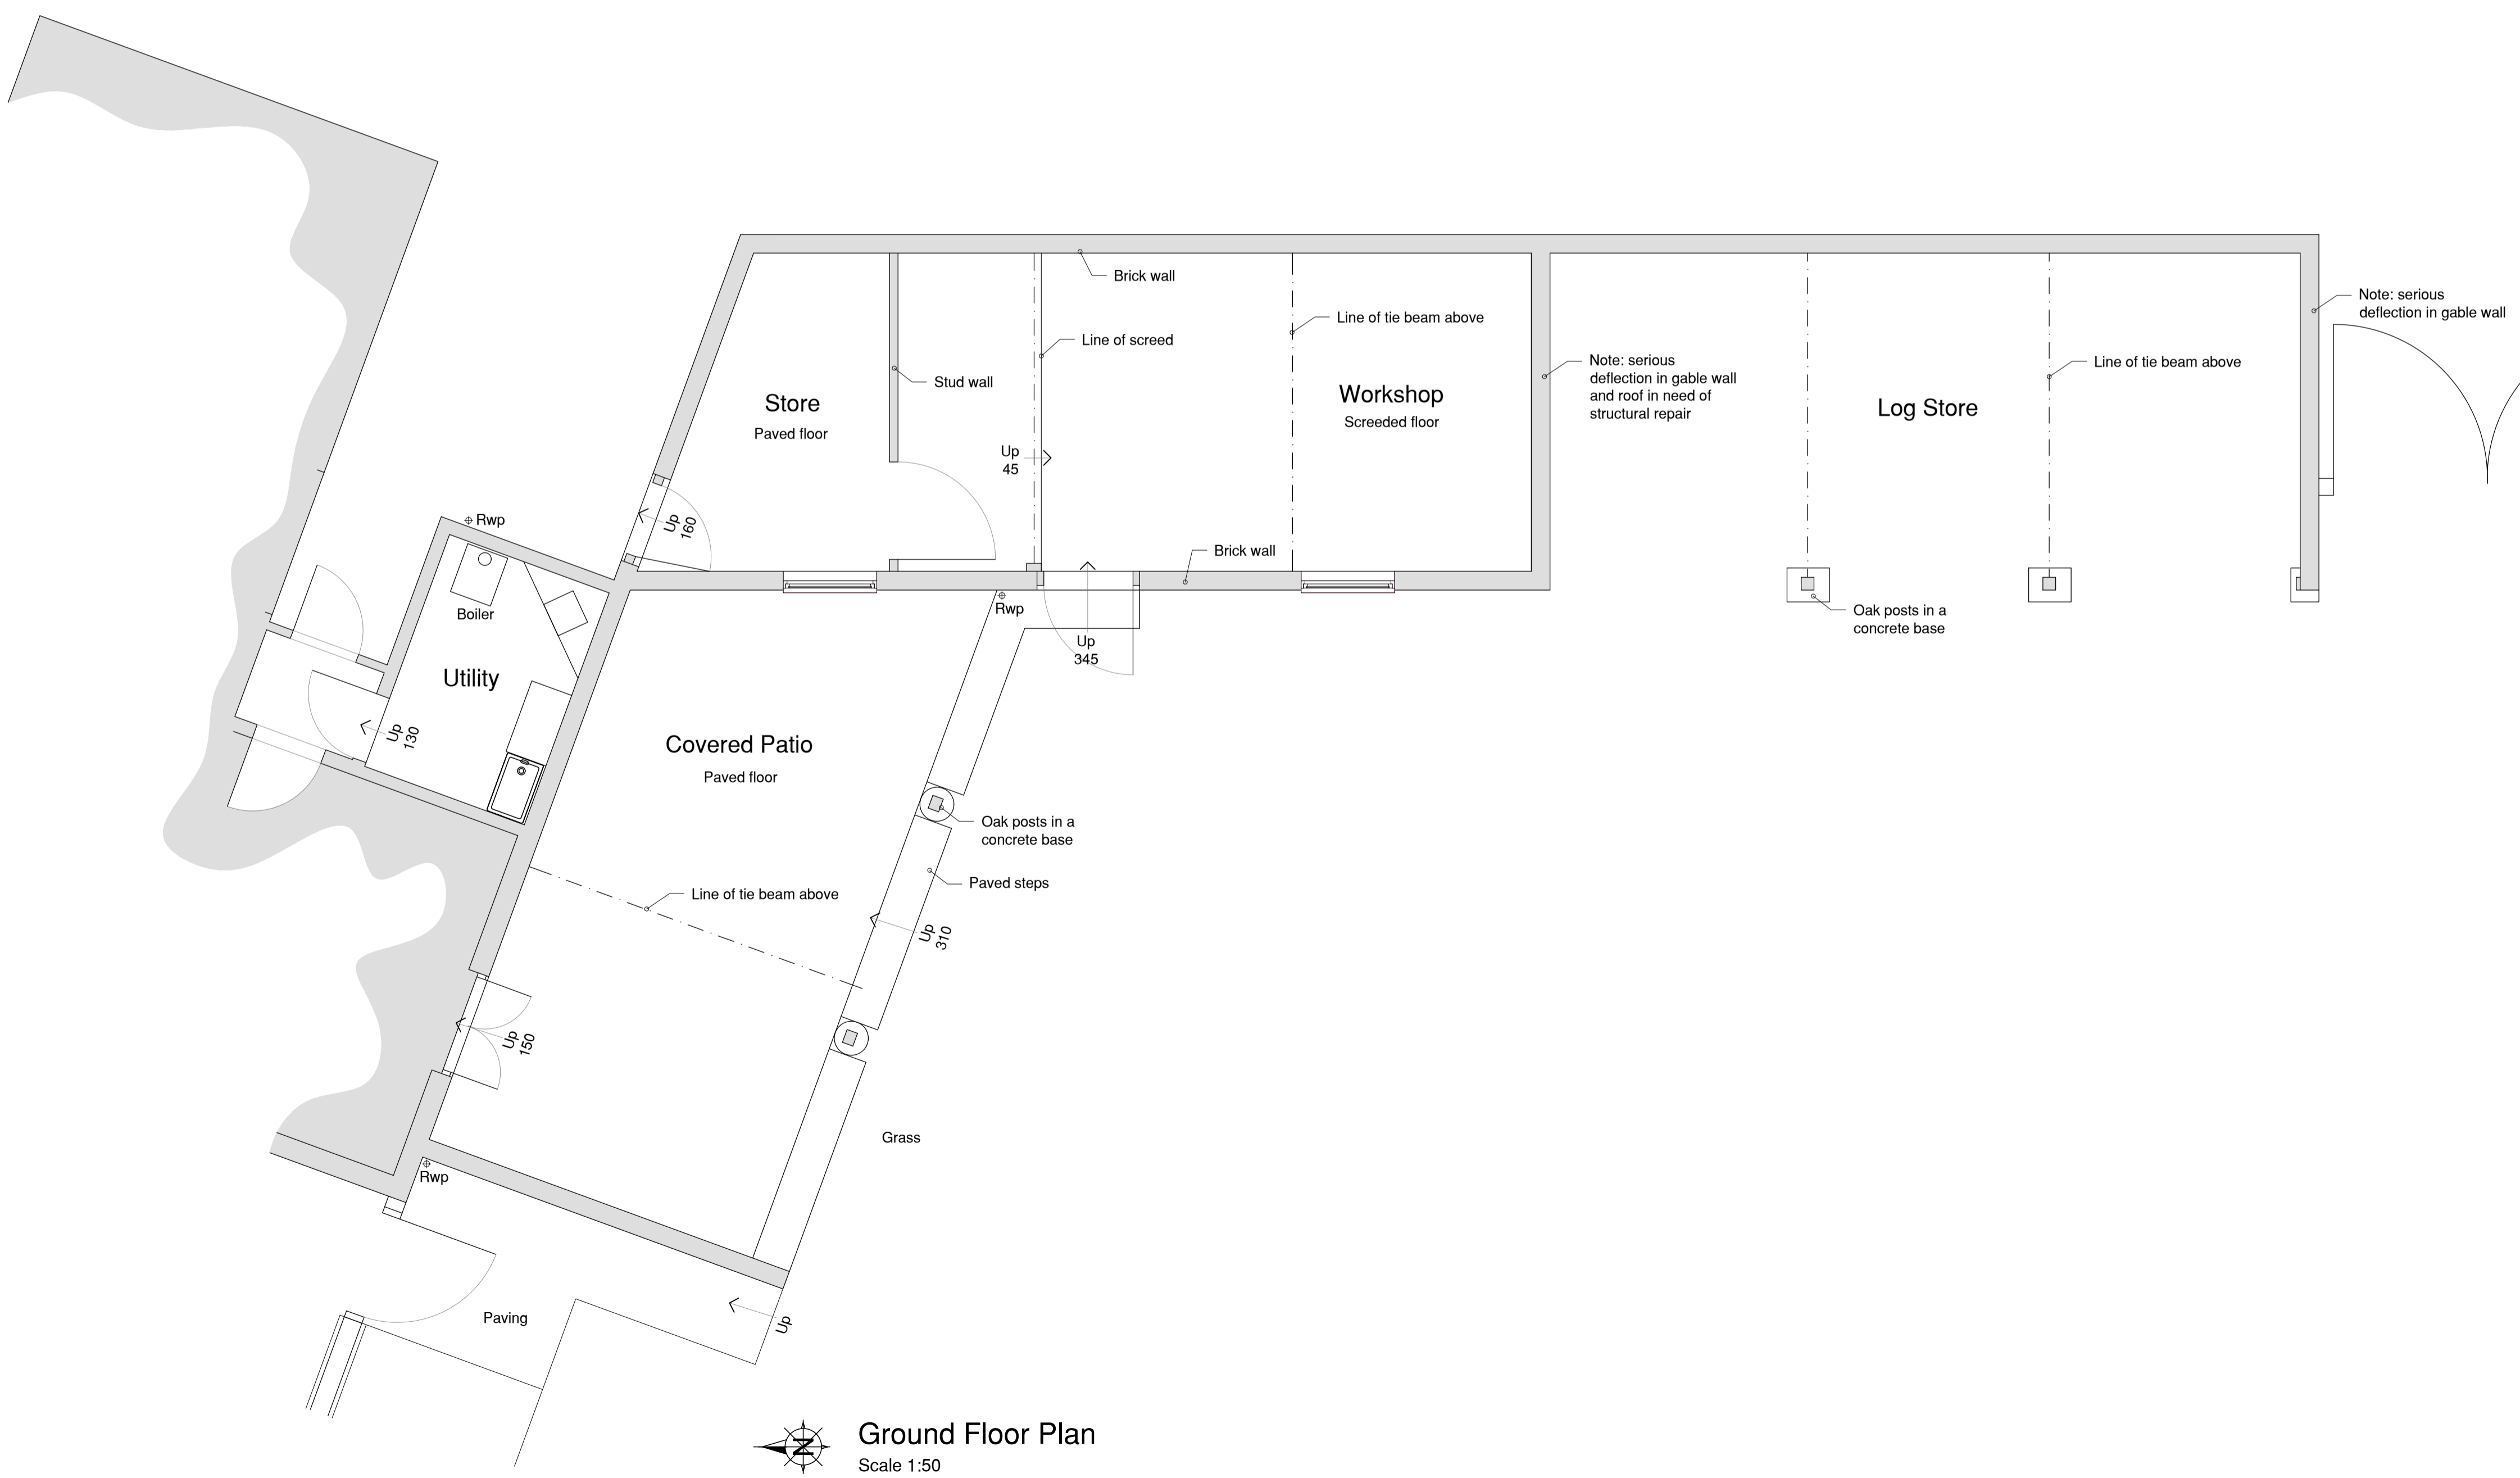 Brick wall
Note: serious
deflection in gable wall
Line of tie beam above
Line of screed
Note: serious
deflection in gable wall
and roof in need of
structural repair
Line of tie beam above
Stud wall
Store
Paved floor
Workshop
Screeded floor
Log Store
Up
45
Up
160
Rwp
Brick wall
Boiler
Rwp
Oak posts in a
concrete base
Up
345
Utility
Up
130
Covered Patio
Paved floor
Oak posts in a
concrete base
Paved steps
Line of tie beam above
Up
310
Up
150
Grass
Rwp
Paving
Up
N
Ground Floor Plan
Scale 1:50